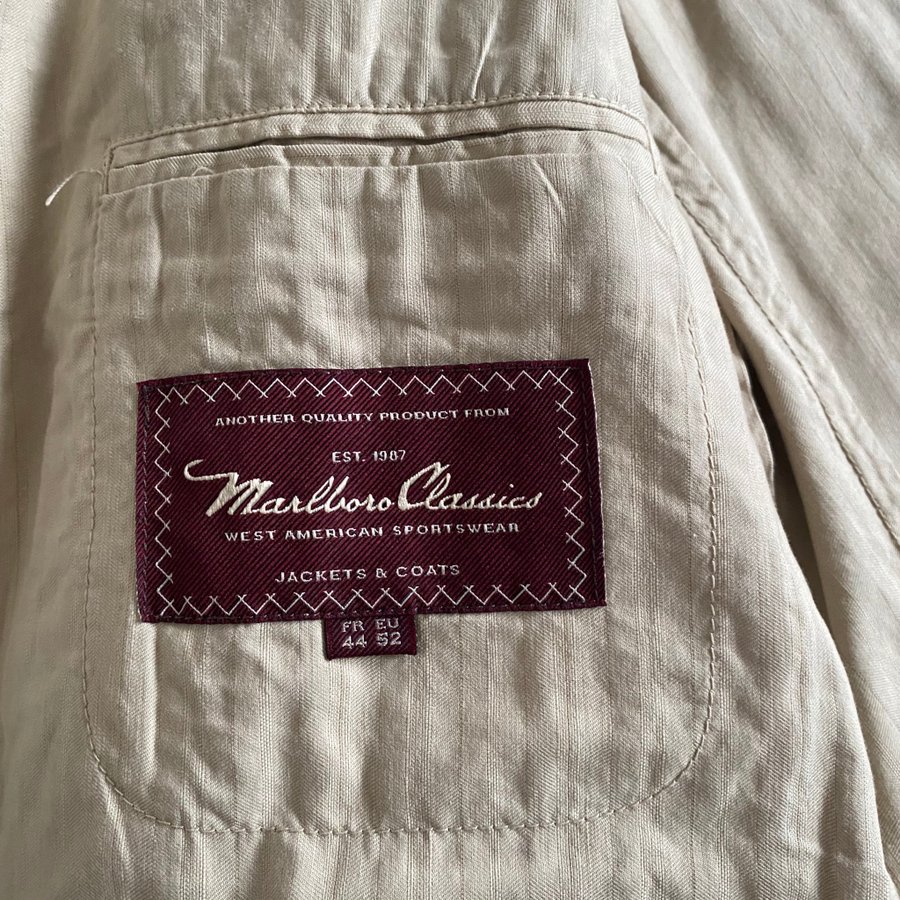 ANOTHER QUALITY PRODUCT FROM
EST. 1987
Marlboro Classics
WEST AMERICAN SPORTSWEAR
JACKETS & COATS
FR EU
44 52